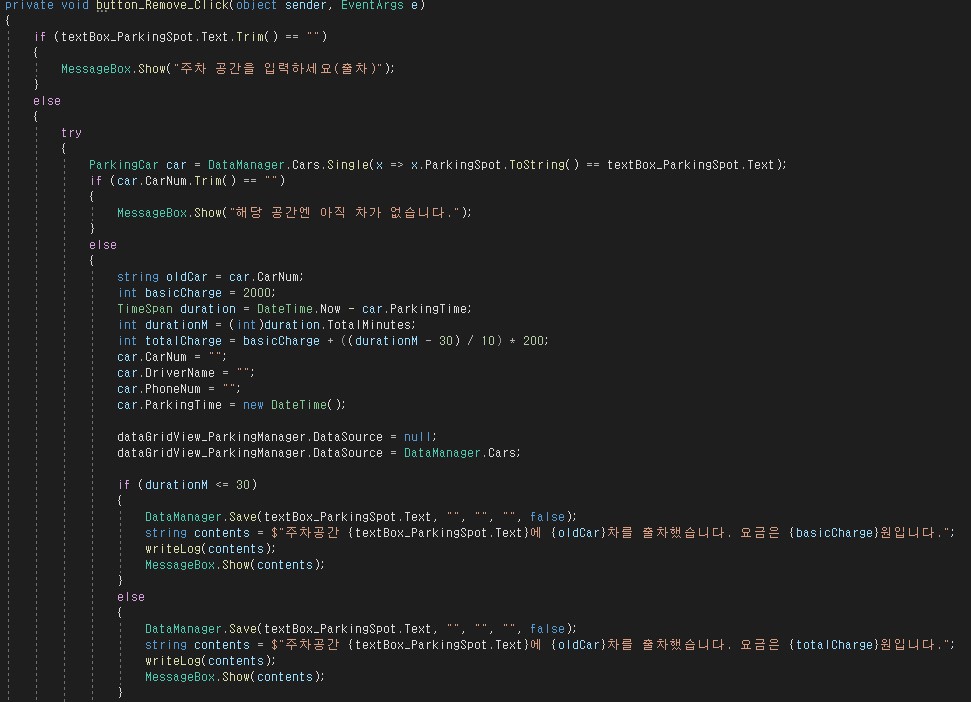 private void button_Remove_Click(object sender, EventArgs e)
{
    if (textBox_ParkingSpot.Text.Trim() == "")
    {
        MessageBox.Show("주차 공간을 입력하세요(출차)");
    }
    else
    {
        try
        {
            ParkingCar car = DataManager.Cars.Single(x => x.ParkingSpot.ToString() == textBox_ParkingSpot.Text);
            if (car.CarNum.Trim() == "")
            {
                MessageBox.Show("해당 공간엔 아직 차가 없습니다.");
            }
            else
            {
                string oldCar = car.CarNum;
                int basicCharge = 2000;
                TimeSpan duration = DateTime.Now - car.ParkingTime;
                int durationM = (int)duration.TotalMinutes;
                int totalCharge = basicCharge + ((durationM - 30) / 10) * 200;
                car.CarNum = "";
                car.DriverName = "";
                car.PhoneNum = "";
                car.ParkingTime = new DateTime();

                dataGridView_ParkingManager.DataSource = null;
                dataGridView_ParkingManager.DataSource = DataManager.Cars;

                if (durationM <= 30)
                {
                    DataManager.Save(textBox_ParkingSpot.Text, "", "", "", false);
                    string contents = $"주차공간 {textBox_ParkingSpot.Text}에 {oldCar}차를 출차했습니다. 요금은 {basicCharge}원입니다.";
                    writeLog(contents);
                    MessageBox.Show(contents);
                }
                else
                {
                    DataManager.Save(textBox_ParkingSpot.Text, "", "", "", false);
                    string contents = $"주차공간 {textBox_ParkingSpot.Text}에 {oldCar}차를 출차했습니다. 요금은 {totalCharge}원입니다.";
                    writeLog(contents);
                    MessageBox.Show(contents);
                }